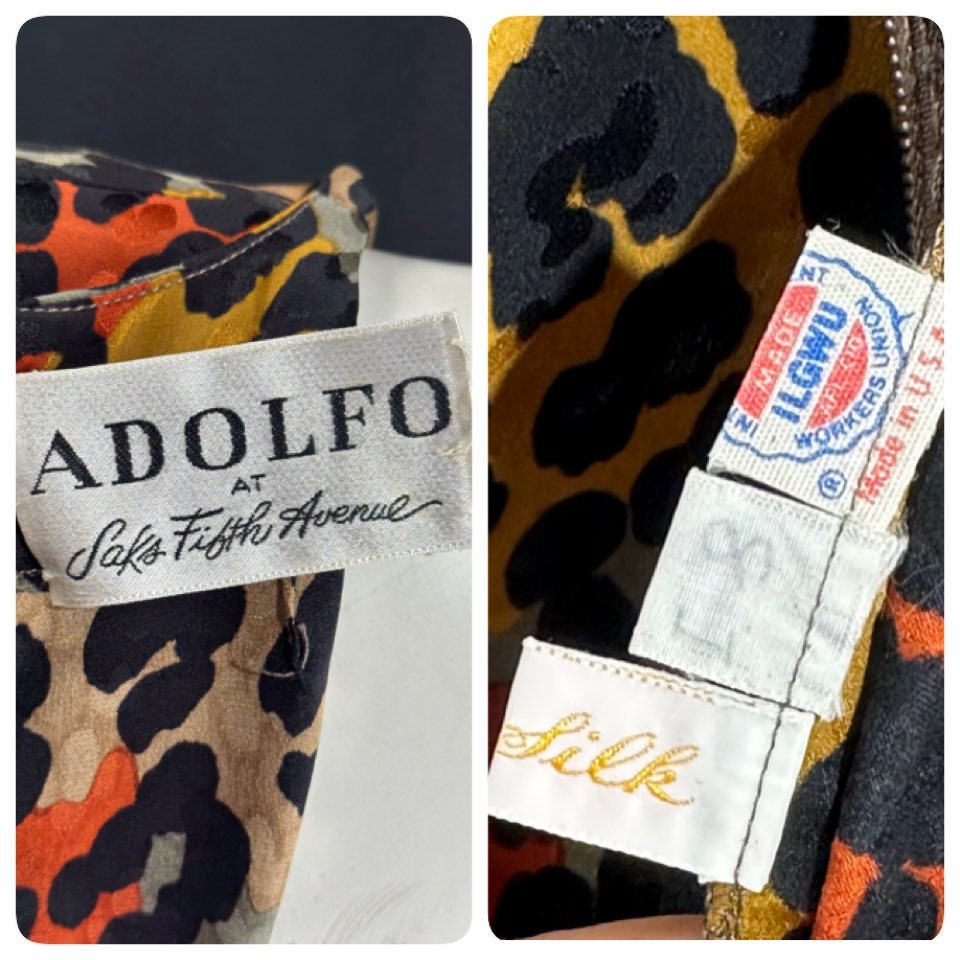 ADOLFO
AT
Saks Fifth Avenue
MADE
ILGWU
WORKERS UNION
®
Made in U.S.A
Silk